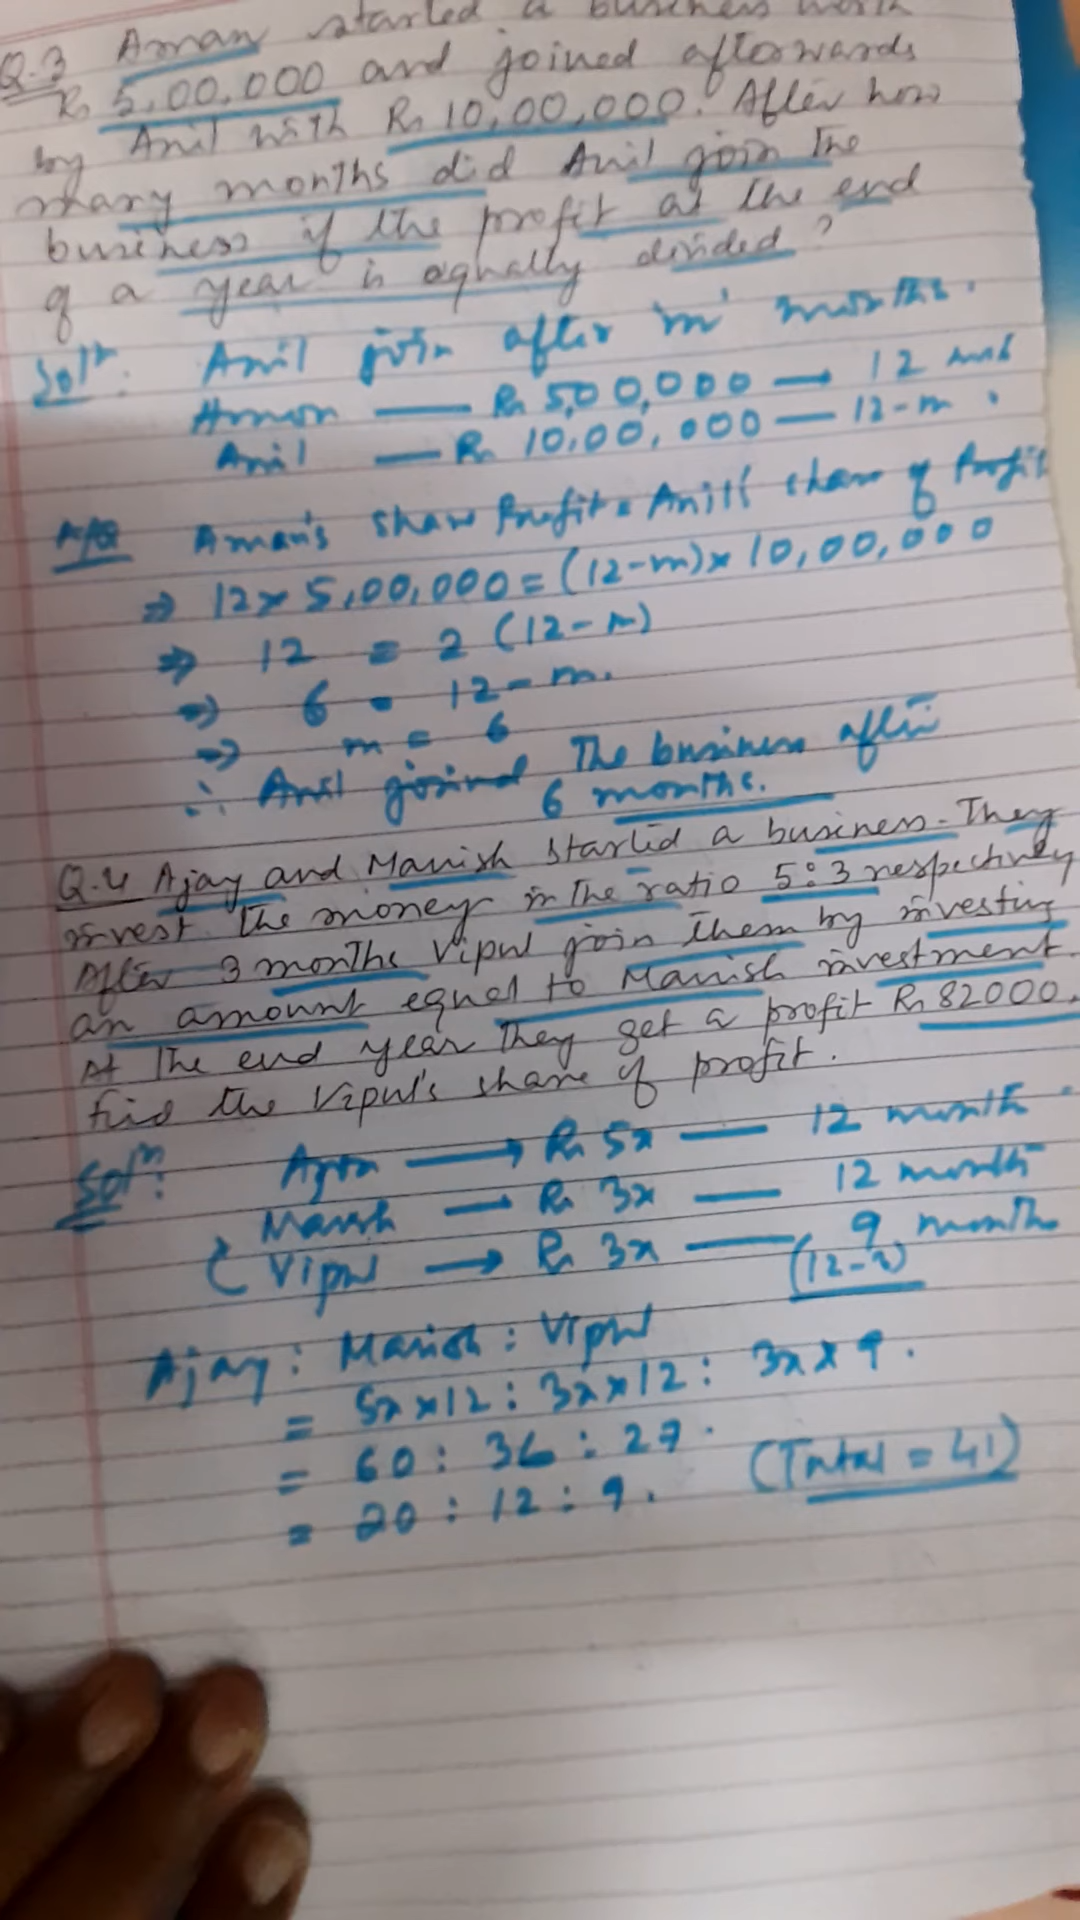 Q.3 Aman started a business with
Rs 5,00,000 and joined afterwards
by Anil with Rs 10,00,000. After how
many months did Anil join the
business if the profit at the end
of a year is equally divided?
Solⁿ: Anil join after 'm' months.
Aman — Rs 5,00,000 — 12 month
Anil — Rs 10,00,000 — 12-m
A/Q Aman's share Profit = Anil's share of Profit
⇒ 12 × 5,00,000 = (12-m) × 10,00,000
⇒ 12 = 2 (12-m)
⇒ 6 = 12-m.
⇒ m = 6
∴ Anil joined The business after
6 months.
Q.4 Ajay and Manish started a business. They
invest the money in the ratio 5:3 respectively
After 3 months Vipul join them by investing
an amount equal to Manish investment.
At the end year they get a profit Rs 82000.
find the Vipul's share of profit.
Solⁿ: Ajay → Rs 5x — 12 month
Manish — Rs 3x — 12 month
Vipul → Rs 3x — 9 month
(12-3)
Ajay : Manish : Vipul
= 5x×12 : 3x×12 : 3x×9.
= 60 : 36 : 27.
= 20 : 12 : 9. (Total = 41)